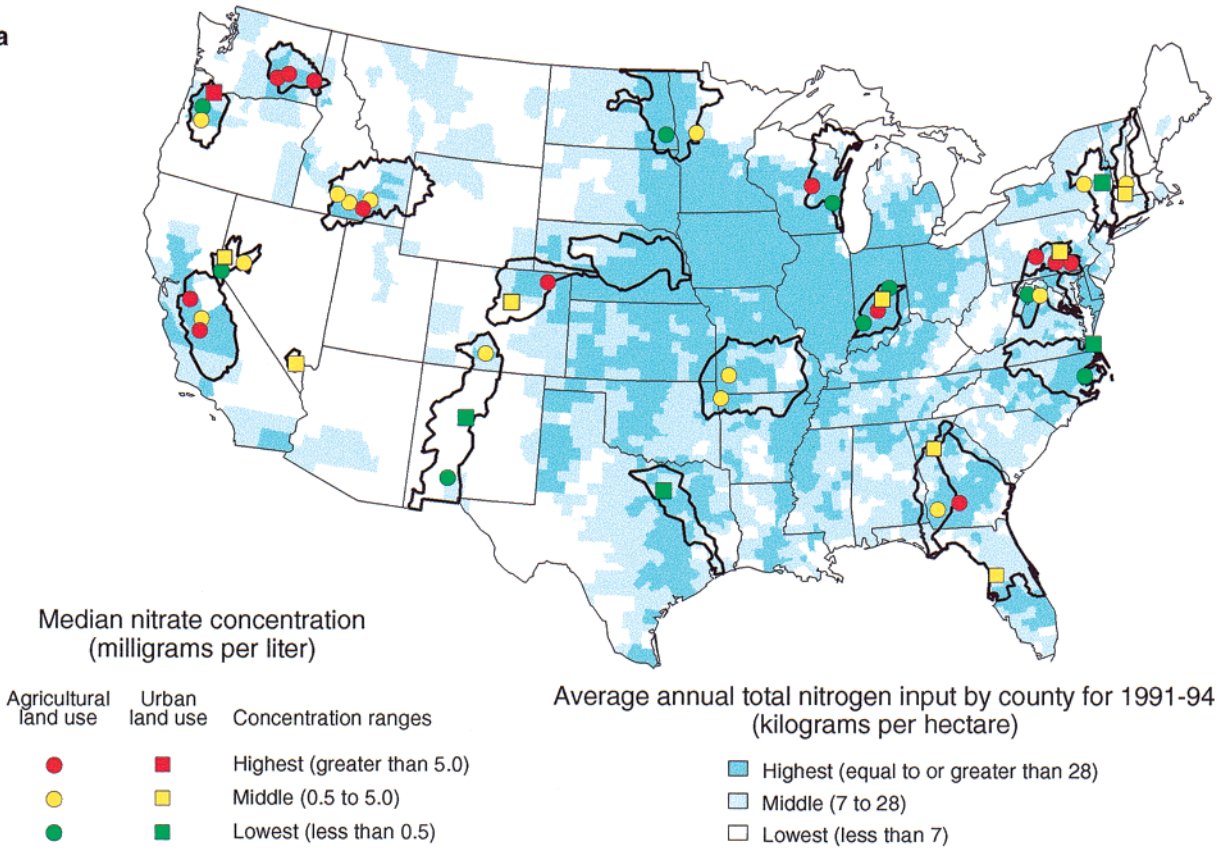 a
Median nitrate concentration
(milligrams per liter)
Agricultural
land use
Urban
land use
Concentration ranges
Highest (greater than 5.0)
Middle (0.5 to 5.0)
Lowest (less than 0.5)
Average annual total nitrogen input by county for 1991-94
(kilograms per hectare)
Highest (equal to or greater than 28)
Middle (7 to 28)
Lowest (less than 7)